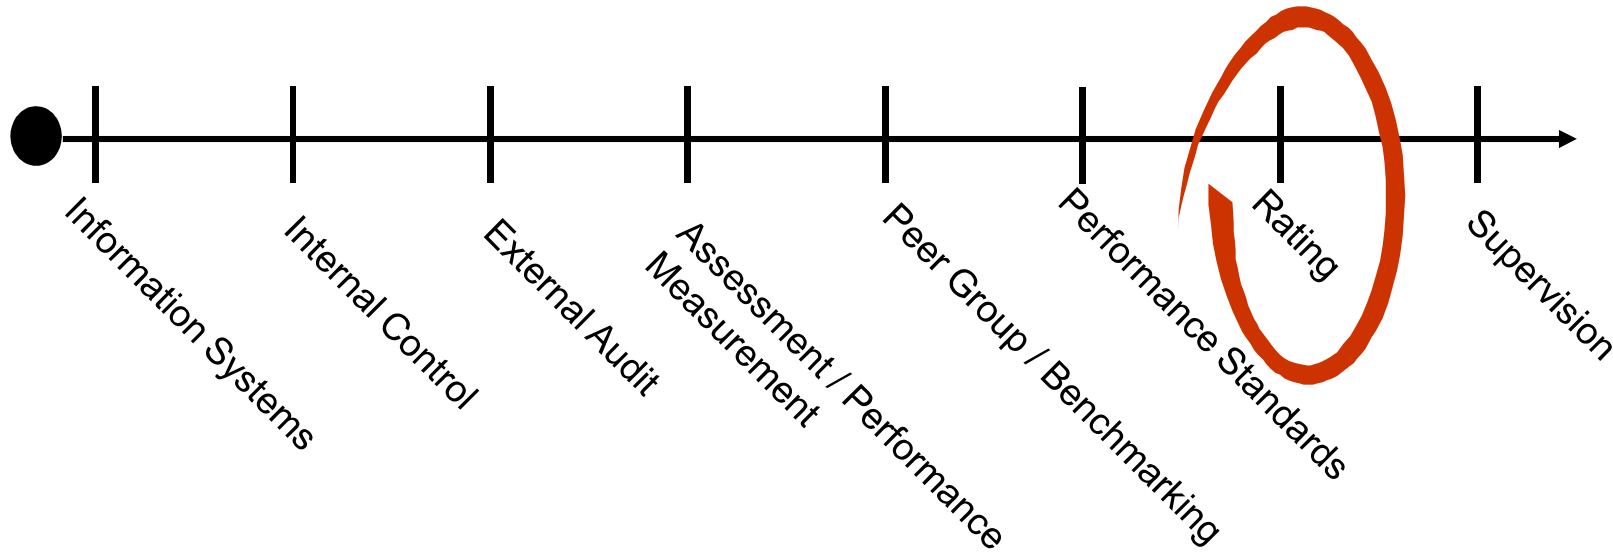 Information Systems
Internal Control
External Audit
Assessment / Performance
Measurement
Peer Group / Benchmarking
Performance Standards
Rating
Supervision